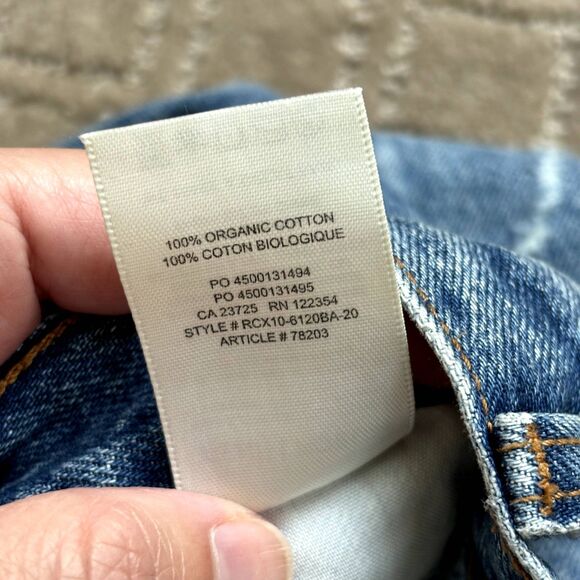 100% ORGANIC COTTON
100% COTON BIOLOGIQUE
PO 4500131494
PO 4500131495
CA 23725 RN 122354
STYLE # RCX10-6120BA-20
ARTICLE # 78203